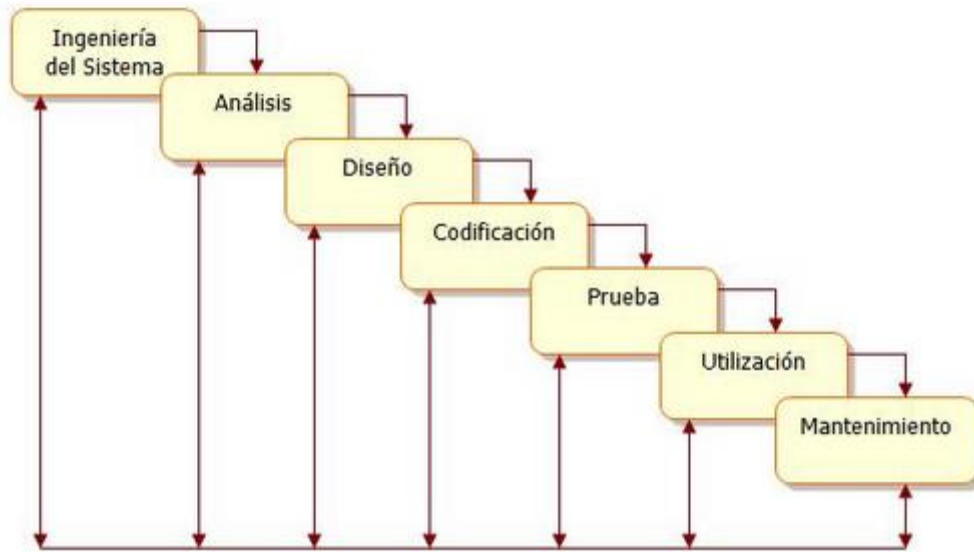 Ingeniería
del Sistema
Análisis
Diseño
Codificación
Prueba
Utilización
Mantenimiento